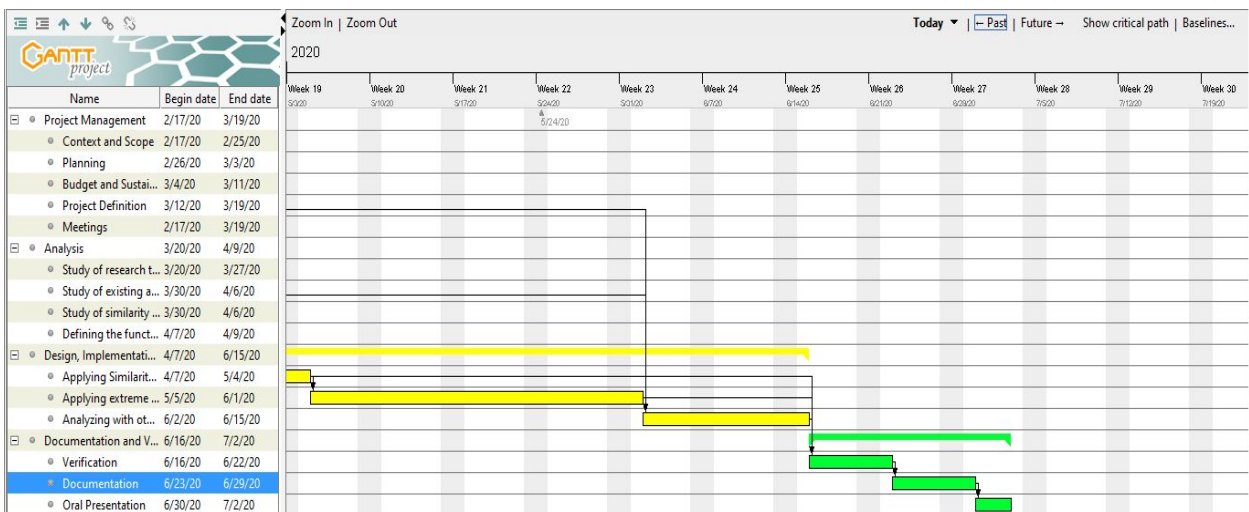 Zoom In | Zoom Out
Today ▼ | ← Past | Future → Show critical path | Baselines...
GANTT project
2020
Week 19 Week 20 Week 21 Week 22 Week 23 Week 24 Week 25 Week 26 Week 27 Week 28 Week 29 Week 30
5/3/20 5/10/20 5/17/20 5/24/20 5/31/20 6/7/20 6/14/20 6/21/20 6/28/20 7/5/20 7/12/20 7/19/20
Name Begin date End date
5/24/20
Project Management 2/17/20 3/19/20
Context and Scope 2/17/20 2/25/20
Planning 2/26/20 3/3/20
Budget and Sustai... 3/4/20 3/11/20
Project Definition 3/12/20 3/19/20
Meetings 2/17/20 3/19/20
Analysis 3/20/20 4/9/20
Study of research t... 3/20/20 3/27/20
Study of existing a... 3/30/20 4/6/20
Study of similarity ... 3/30/20 4/6/20
Defining the funct... 4/7/20 4/9/20
Design, Implementati... 4/7/20 6/15/20
Applying Similarit... 4/7/20 5/4/20
Applying extreme ... 5/5/20 6/1/20
Analyzing with ot... 6/2/20 6/15/20
Documentation and V... 6/16/20 7/2/20
Verification 6/16/20 6/22/20
Documentation 6/23/20 6/29/20
Oral Presentation 6/30/20 7/2/20